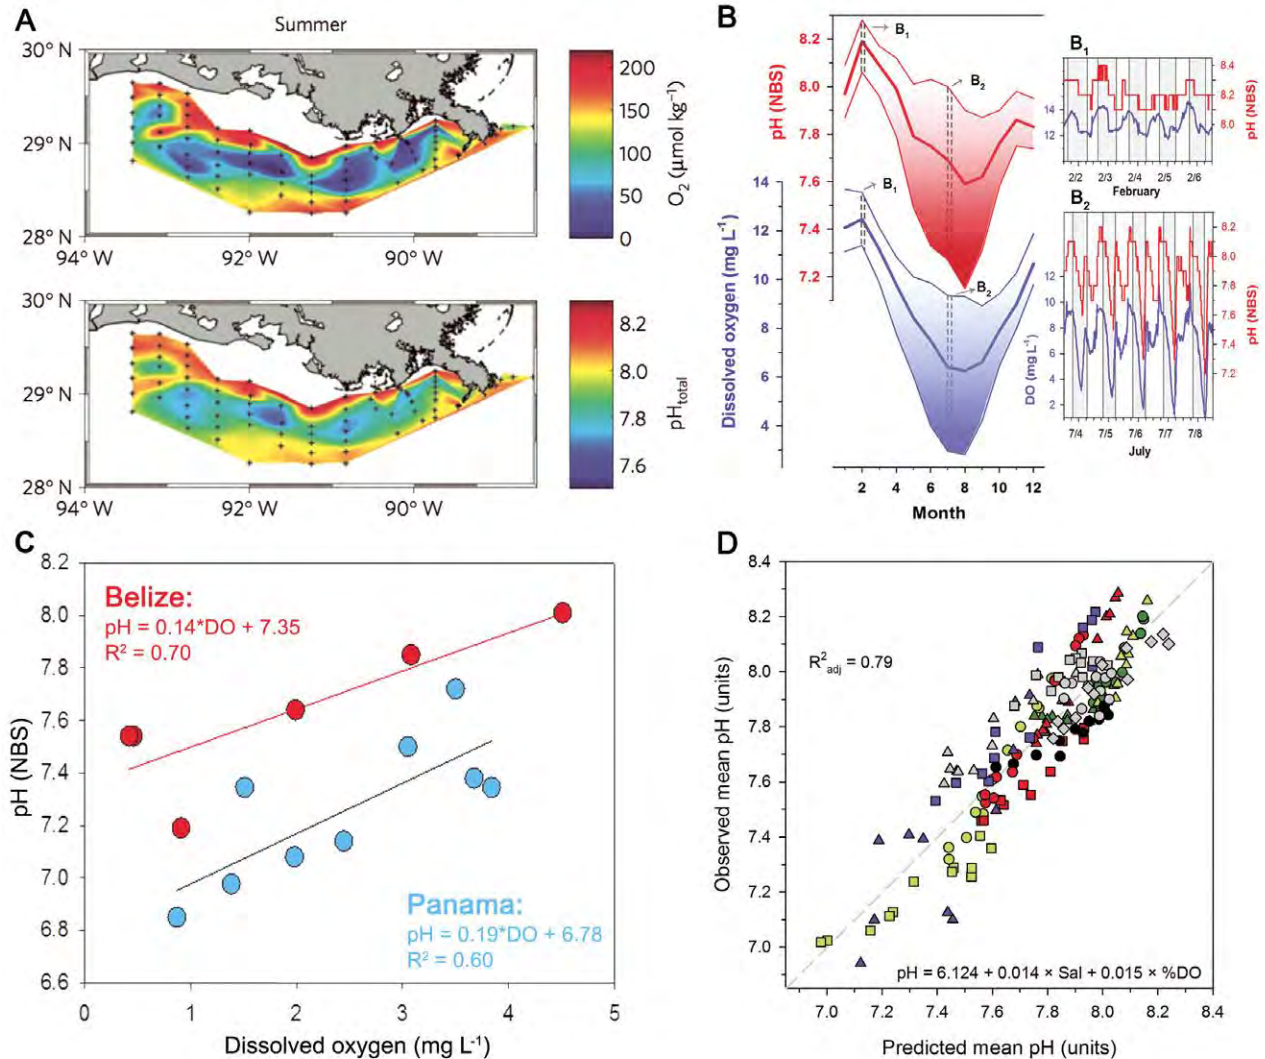 A
Summer
30° N
29° N
28° N
94° W
92° W
90° W
200
150
100
50
0
O₂ (µmol kg⁻¹)
30° N
29° N
28° N
94° W
92° W
90° W
8.2
8.0
7.8
7.6
pH total
B
8.2
8.0
7.8
7.6
7.4
7.2
pH (NBS)
14
12
10
8
6
4
Dissolved oxygen (mg L⁻¹)
B₁
B₂
B₁
B₂
2
4
6
8
10
12
Month
B₁
14
12
8.4
8.2
8.0
pH (NBS)
2/2
2/3
2/4
2/5
2/6
February
B₂
12
10
8
6
4
2
DO (mg L⁻¹)
8.2
8.0
7.8
7.6
7.4
7.2
pH (NBS)
7/4
7/5
7/6
7/7
7/8
July
C
8.2
8.0
7.8
7.6
7.4
7.2
7.0
6.8
6.6
pH (NBS)
Belize:
pH = 0.14*DO + 7.35
R² = 0.70
Panama:
pH = 0.19*DO + 6.78
R² = 0.60
0
1
2
3
4
5
Dissolved oxygen (mg L⁻¹)
D
8.4
8.2
8.0
7.8
7.6
7.4
7.2
7.0
Observed mean pH (units)
R²adj = 0.79
pH = 6.124 + 0.014 × Sal + 0.015 × %DO
7.0
7.2
7.4
7.6
7.8
8.0
8.2
8.4
Predicted mean pH (units)